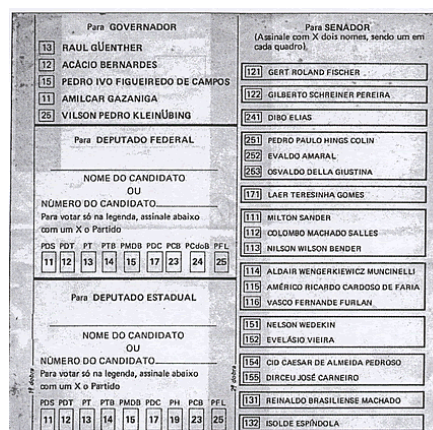 Para GOVERNADOR
13 RAUL GÜENTHER
12 ACÁCIO BERNARDES
15 PEDRO IVO FIGUEIREDO DE CAMPOS
11 AMILCAR GAZANIGA
25 VILSON PEDRO KLEINÜBING
Para DEPUTADO FEDERAL
NOME DO CANDIDATO
OU
NÚMERO DO CANDIDATO
Para votar só na legenda, assinale abaixo
com um X o Partido
PDS PDT PT PTB PMDB PDC PCB PCdoB PFL
11 12 13 14 15 17 23 24 25
Para DEPUTADO ESTADUAL
NOME DO CANDIDATO
OU
NÚMERO DO CANDIDATO
Para votar só na legenda, assinale abaixo
com um X o Partido
PDS PDT PT PTB PMDB PDC PH PCB PFL
11 12 13 14 15 17 19 23 25
1ª dobra
2ª dobra
Para SENADOR
(Assinale com X dois nomes, sendo um em
cada quadro).
121 GERT ROLAND FISCHER
122 GILBERTO SCHREINER PEREIRA
241 DIBO ELIAS
251 PEDRO PAULO HINGS COLIN
252 EVALDO AMARAL
253 OSVALDO DELLA GIUSTINA
171 LAER TERESINHA GOMES
111 MILTON SANDER
112 COLOMBO MACHADO SALLES
113 NILSON WILSON BENDER
114 ALDAIR WENGERKIEWICZ MUNCINELLI
115 AMÉRICO RICARDO CARDOSO DE FARIA
116 VASCO FERNANDE FURLAN
151 NELSON WEDEKIN
152 EVELÁSIO VIEIRA
154 CID CAESAR DE ALMEIDA PEDROSO
155 DIRCEU JOSÉ CARNEIRO
131 REINALDO BRASILIENSE MACHADO
132 ISOLDE ESPÍNDOLA